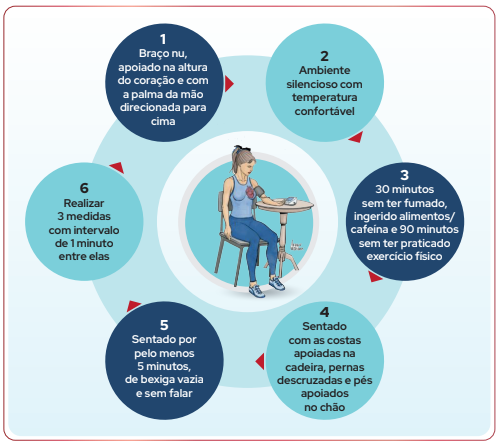 1
Braço nu,
apoiado na altura
do coração e com
a palma da mão
direcionada para
cima
2
Ambiente
silencioso com
temperatura
confortável
3
30 minutos
sem ter fumado,
ingerido alimentos/
cafeína e 90 minutos
sem ter praticado
exercício físico
4
Sentado
com as costas
apoiadas na
cadeira, pernas
descruzadas e pés
apoiados
no chão
5
Sentado por
pelo menos
5 minutos,
de bexiga vazia
e sem falar
6
Realizar
3 medidas
com intervalo
de 1 minuto
entre elas